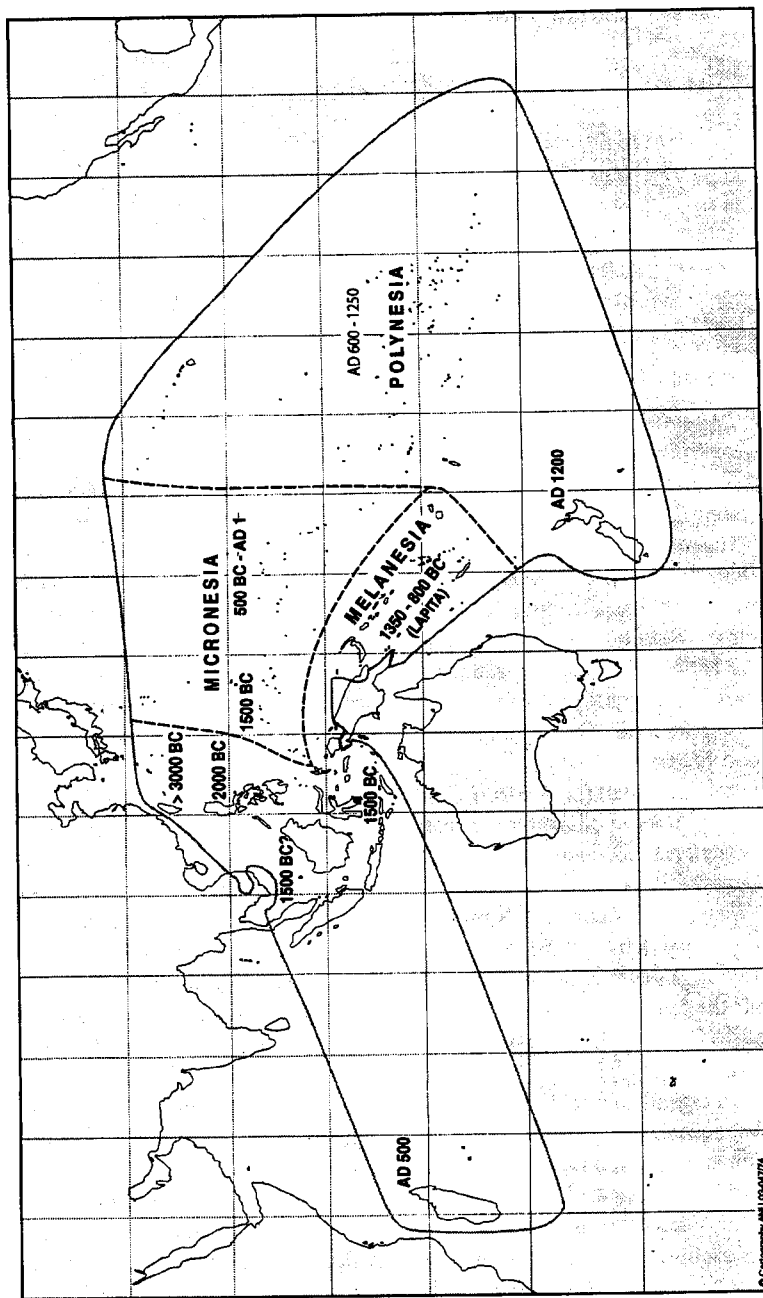 > 3000 BC
2000 BC
1500 BC?
1500 BC
1500 BC
MICRONESIA
500 BC - AD 1
MELANESIA
1350 - 800 BC
(LAPITA)
AD 600 - 1250
POLYNESIA
AD 1200
AD 500